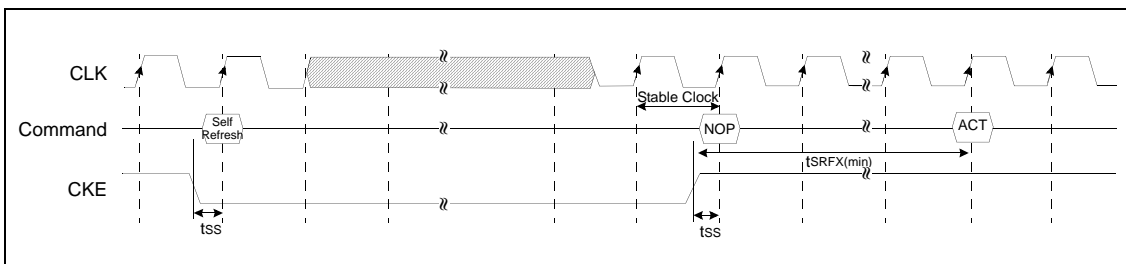 CLK
Stable Clock
Command
Self
Refresh
NOP
ACT
tSRFX(min)
CKE
tSS
tSS